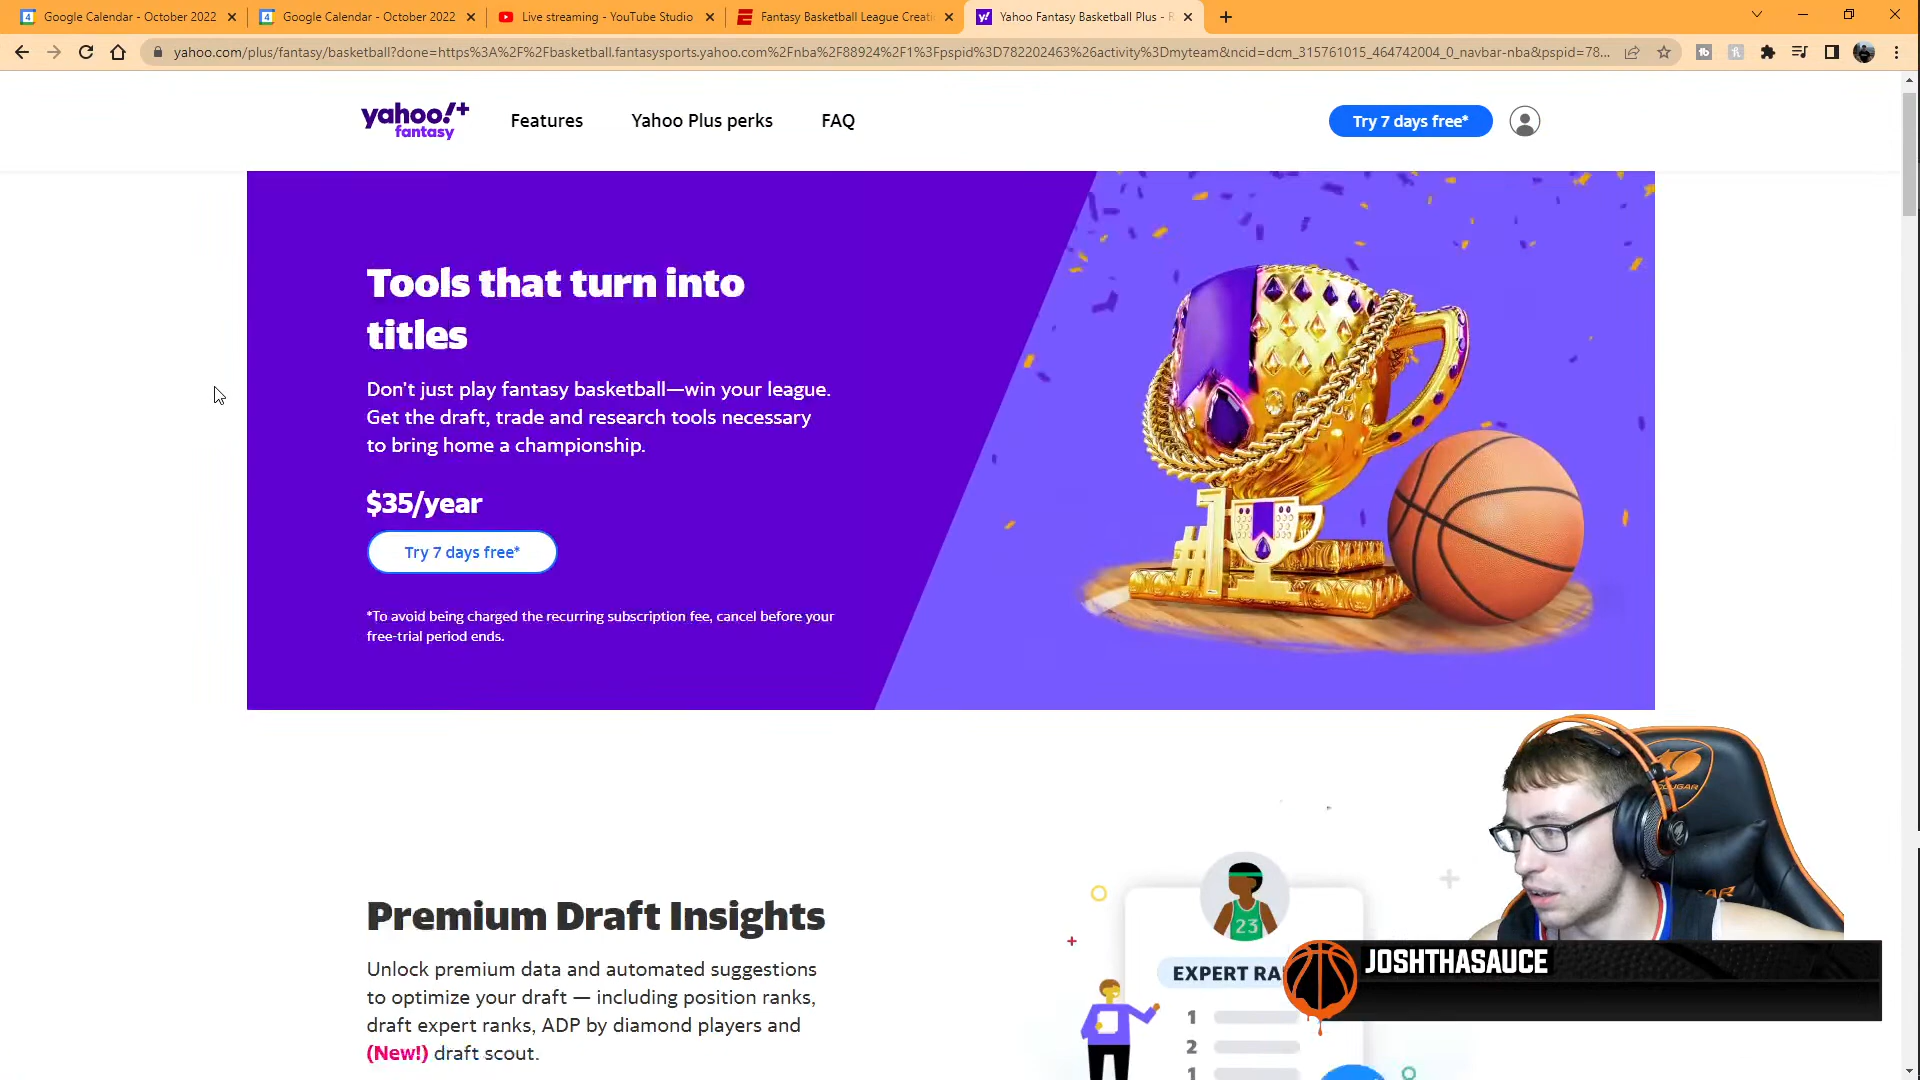 Google Calendar - October 2022
Google Calendar - October 2022
Live streaming - YouTube Studio
Fantasy Basketball League Creati
Yahoo Fantasy Basketball Plus - R
yahoo.com/plus/fantasy/basketball?done=https%3A%2F%2Fbasketball.fantasysports.yahoo.com%2Fnba%2F88924%2F1%3Fpspid%3D782202463%26activity%3Dmyteam&ncid=dcm_315761015_464742004_0_navbar-nba&pspid=78...
yahoo!+
fantasy
Features
Yahoo Plus perks
FAQ
Try 7 days free*
Tools that turn into
titles
Don't just play fantasy basketball—win your league.
Get the draft, trade and research tools necessary
to bring home a championship.
$35/year
Try 7 days free*
*To avoid being charged the recurring subscription fee, cancel before your
free-trial period ends.
#1
COUGAR
Premium Draft Insights
Unlock premium data and automated suggestions
to optimize your draft — including position ranks,
draft expert ranks, ADP by diamond players and
(New!) draft scout.
23
EXPERT RA
1
2
1
JOSHTHASAUCE